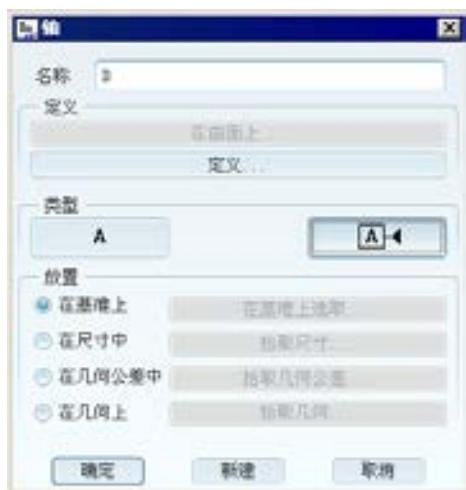 轴
名称 D
定义
在曲面上...
定义...
类型
A A
放置
在基准上 在基准上选取...
在尺寸中 拾取尺寸...
在几何公差中 拾取几何公差
在几何上 拾取几何...
确定 新建 取消